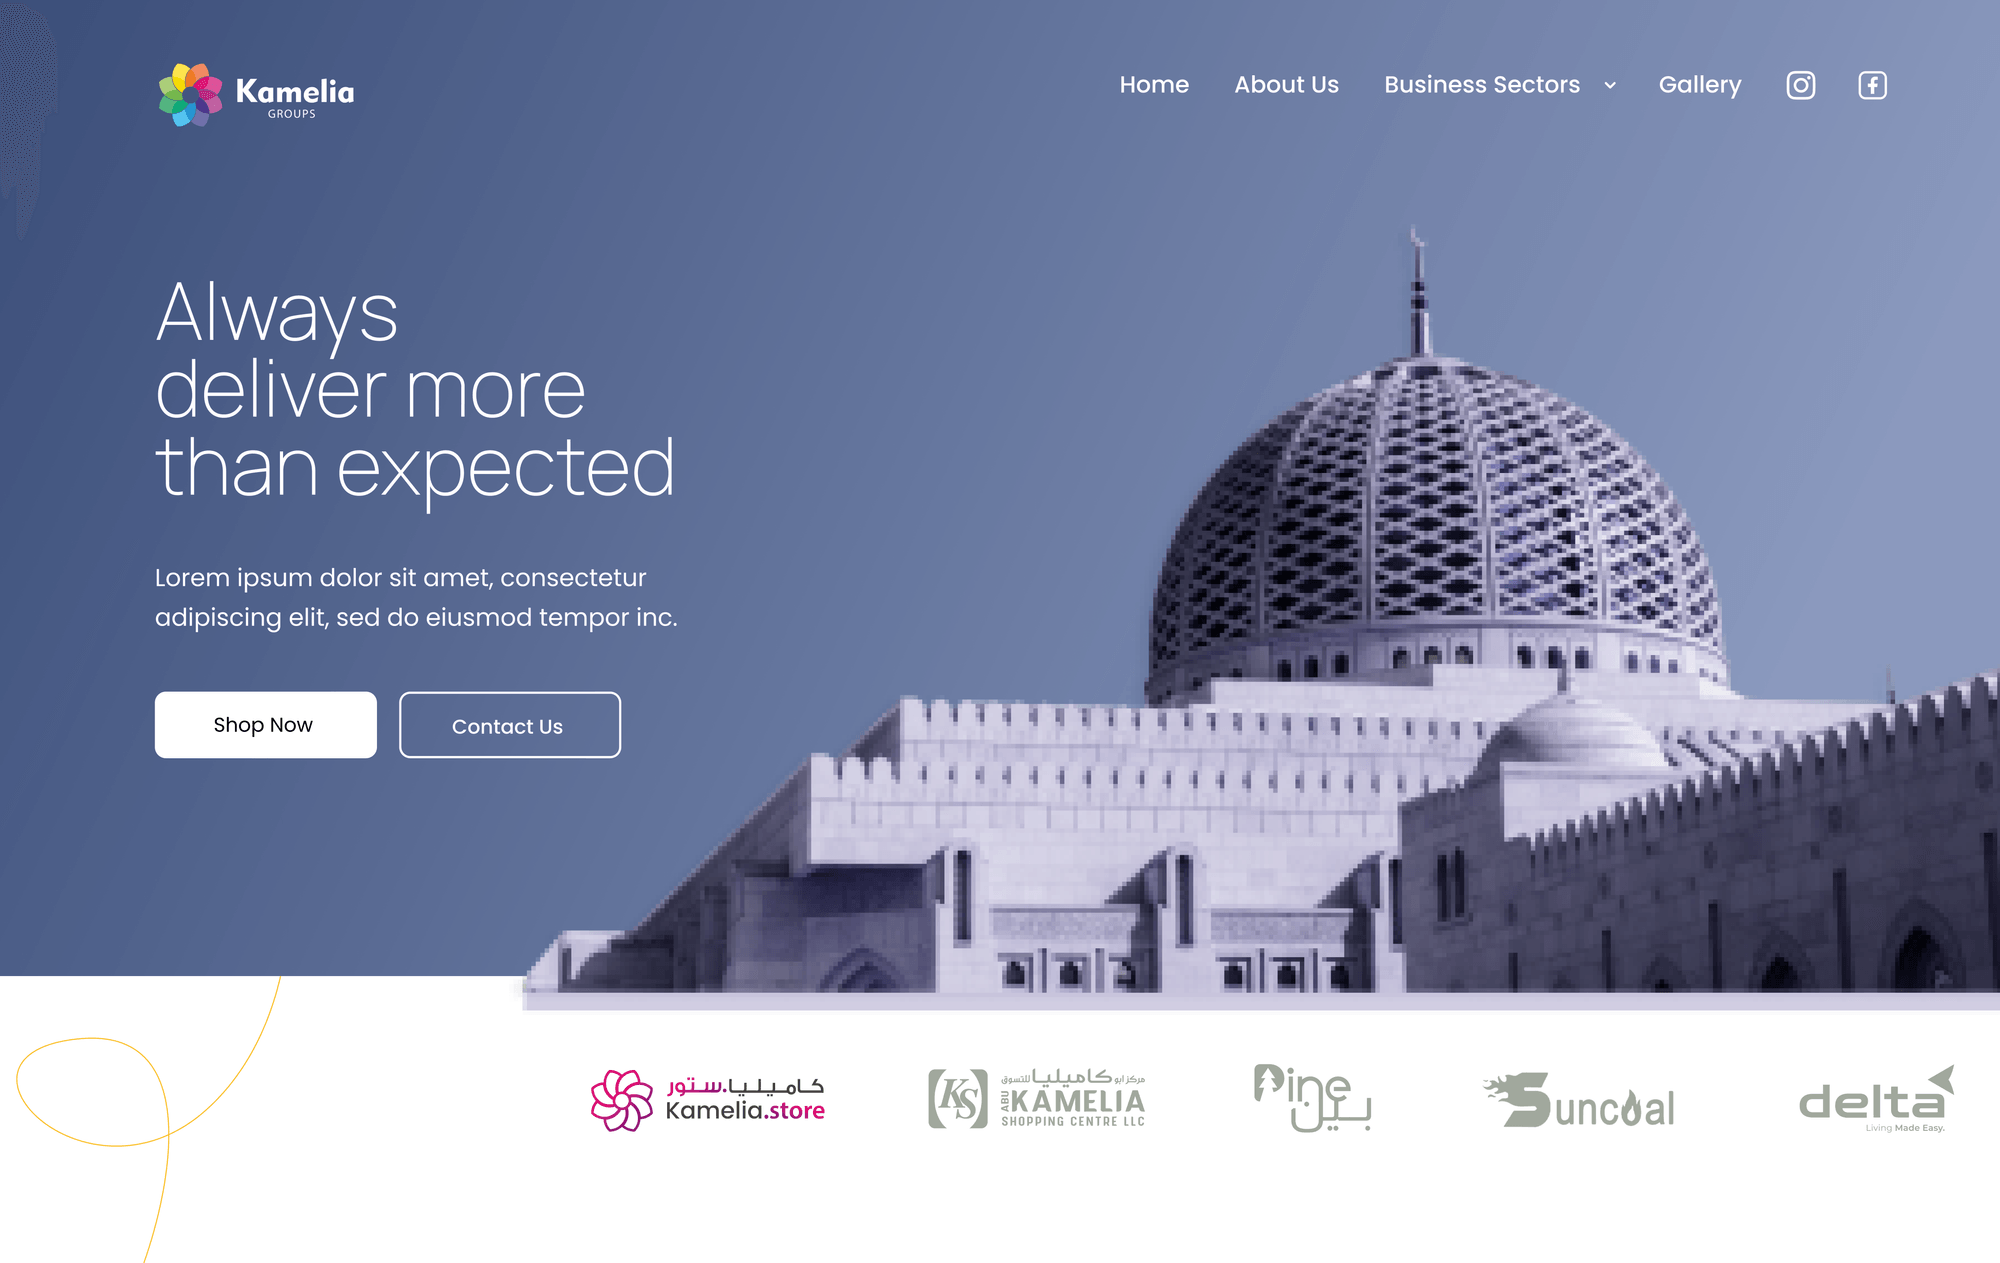 Kamelia
GROUPS
Home About Us Business Sectors Gallery
Always
deliver more
than expected
Lorem ipsum dolor sit amet, consectetur
adipiscing elit, sed do eiusmod tempor inc.
Shop Now Contact Us
كاميليا.ستور
Kamelia.store
KS
مركز ابو كاميليا للتسوق
ABU KAMELIA
SHOPPING CENTRE LLC
Pine
بين
Suncoal
delta
Living Made Easy.